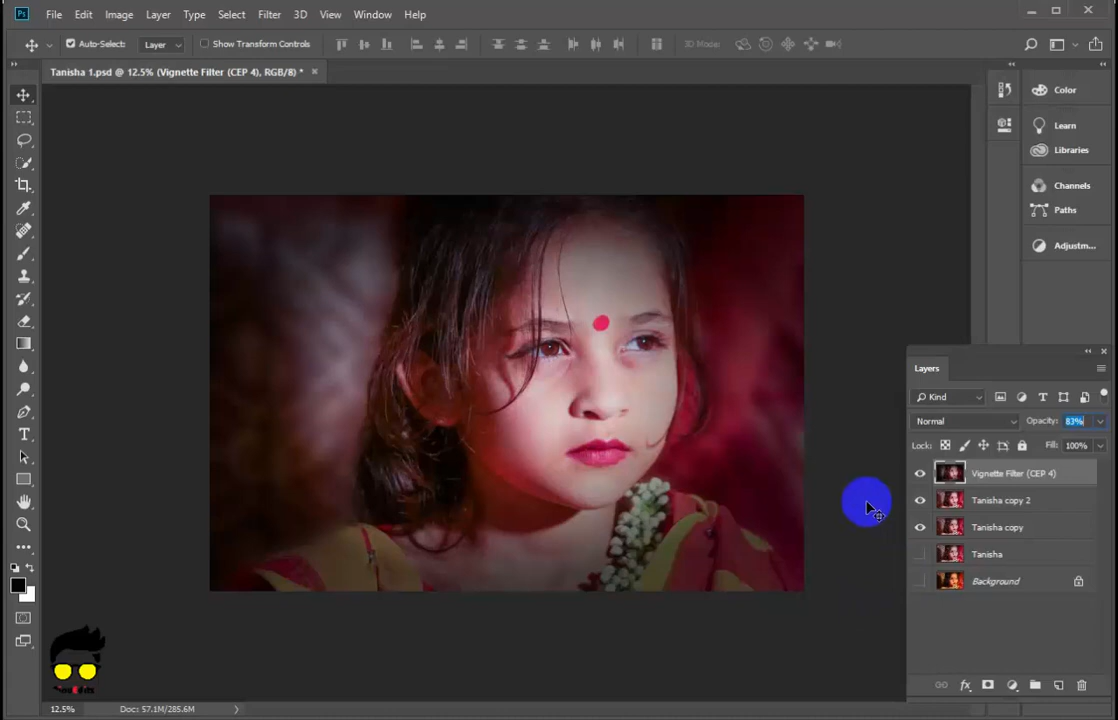 Ps File Edit Image Layer Type Select Filter 3D View Window Help
Auto-Select: Layer Show Transform Controls 3D Mode:
Tanisha 1.psd @ 12.5% (Vignette Filter (CEP 4), RGB/8) *
Color
Learn
Libraries
Channels
Paths
Adjustm...
Layers
Kind
Normal Opacity: 83%
Lock: Fill: 100%
Vignette Filter (CEP 4)
Tanisha copy 2
Tanisha copy
Tanisha
Background
12.5% Doc: 57.1M/285.6M